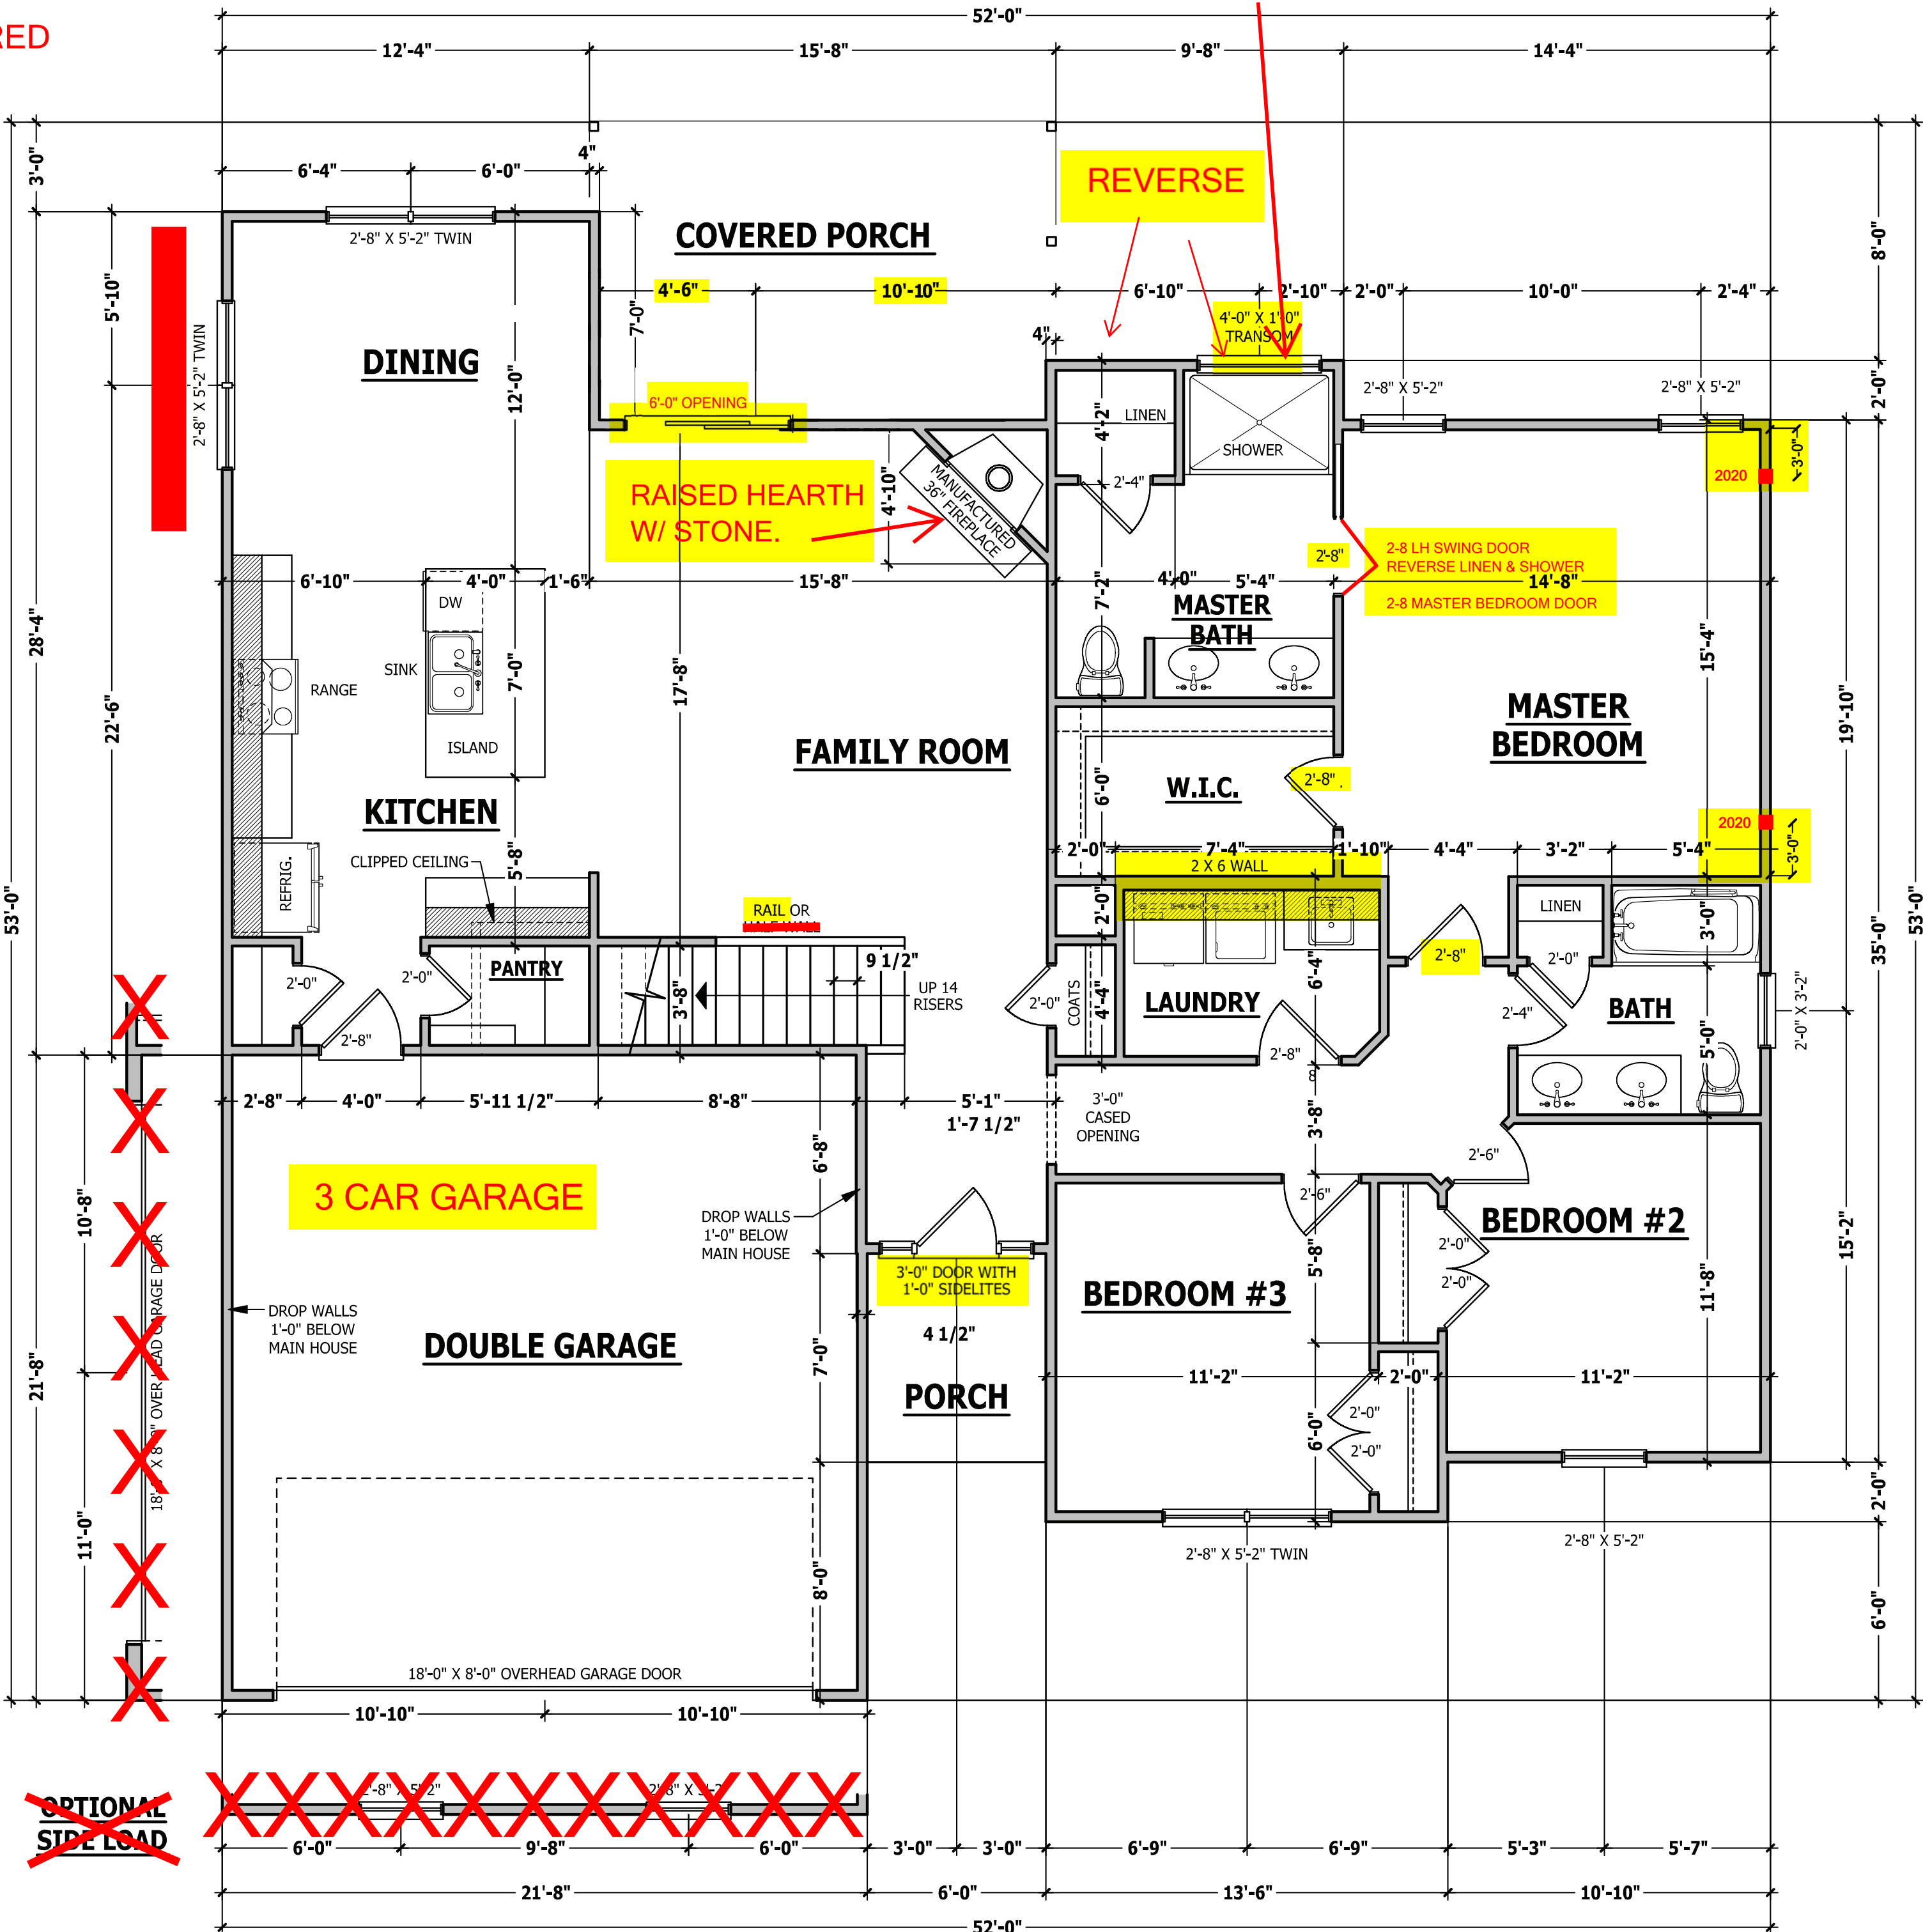 52'-0"
RED
12'-4"
15'-8"
9'-8"
14'-4"
3'-0"
4"
6'-4"
6'-0"
REVERSE
COVERED PORCH
2'-8" X 5'-2" TWIN
8'-0"
5'-10"
4'-6"
10'-10"
6'-10"
2'-10"
2'-0"
10'-0"
2'-4"
7'-0"
4'-0" X 1'-0"
TRANSOM
4"
2'-8" X 5'-2" TWIN
DINING
12'-0"
2'-8" X 5'-2"
2'-8" X 5'-2"
2'-0"
6'-0" OPENING
4'-2"
LINEN
SHOWER
3'-0"
2020
2'-4"
RAISED HEARTH
W/ STONE.
4'-10"
MANUFACTURED
36" FIREPLACE
2'-8"
2-8 LH SWING DOOR
REVERSE LINEN & SHOWER
2-8 MASTER BEDROOM DOOR
6'-10"
4'-0"
1'-6"
15'-8"
4'-0"
5'-4"
14'-8"
DW
7'-2"
MASTER
BATH
28'-4"
15'-4"
SINK
RANGE
7'-0"
17'-8"
22'-6"
MASTER
BEDROOM
19'-10"
ISLAND
FAMILY ROOM
W.I.C.
6'-0"
2'-8"
KITCHEN
2020
3'-0"
CLIPPED CEILING
5'-8"
2'-0"
7'-4"
1'-10"
4'-4"
3'-2"
5'-4"
2 X 6 WALL
REFRIG.
53'-0"
53'-0"
35'-0"
RAIL OR
HALF WALL
2'-0"
LINEN
3'-0"
2'-8"
2'-0"
9 1/2"
6'-4"
PANTRY
2'-0"
2'-0"
UP 14
RISERS
3'-8"
2'-0"
COATS
4'-4"
LAUNDRY
2'-4"
BATH
2'-0" X 3'-2"
2'-8"
2'-8"
5'-0"
8
2'-8"
4'-0"
5'-11 1/2"
8'-8"
5'-1"
1'-7 1/2"
3'-0"
CASED
OPENING
3'-8"
6'-8"
2'-6"
3 CAR GARAGE
10'-8"
2'-6"
DROP WALLS
1'-0" BELOW
MAIN HOUSE
BEDROOM #2
2'-0"
2'-0"
5'-8"
15'-2"
3'-0" DOOR WITH
1'-0" SIDELITES
BEDROOM #3
11'-8"
DROP WALLS
1'-0" BELOW
MAIN HOUSE
4 1/2"
DOUBLE GARAGE
7'-0"
21'-8"
PORCH
11'-2"
2'-0"
11'-2"
2'-0"
2'-0"
6'-0"
2'-0"
11'-0"
2'-8" X 5'-2" TWIN
2'-8" X 5'-2"
8'-0"
6'-0"
18'-0" X 8'-0" OVERHEAD GARAGE DOOR
10'-10"
10'-10"
OPTIONAL
SIDE LOAD
6'-0"
9'-8"
6'-0"
3'-0"
3'-0"
6'-9"
6'-9"
5'-3"
5'-7"
21'-8"
6'-0"
13'-6"
10'-10"
52'-0"